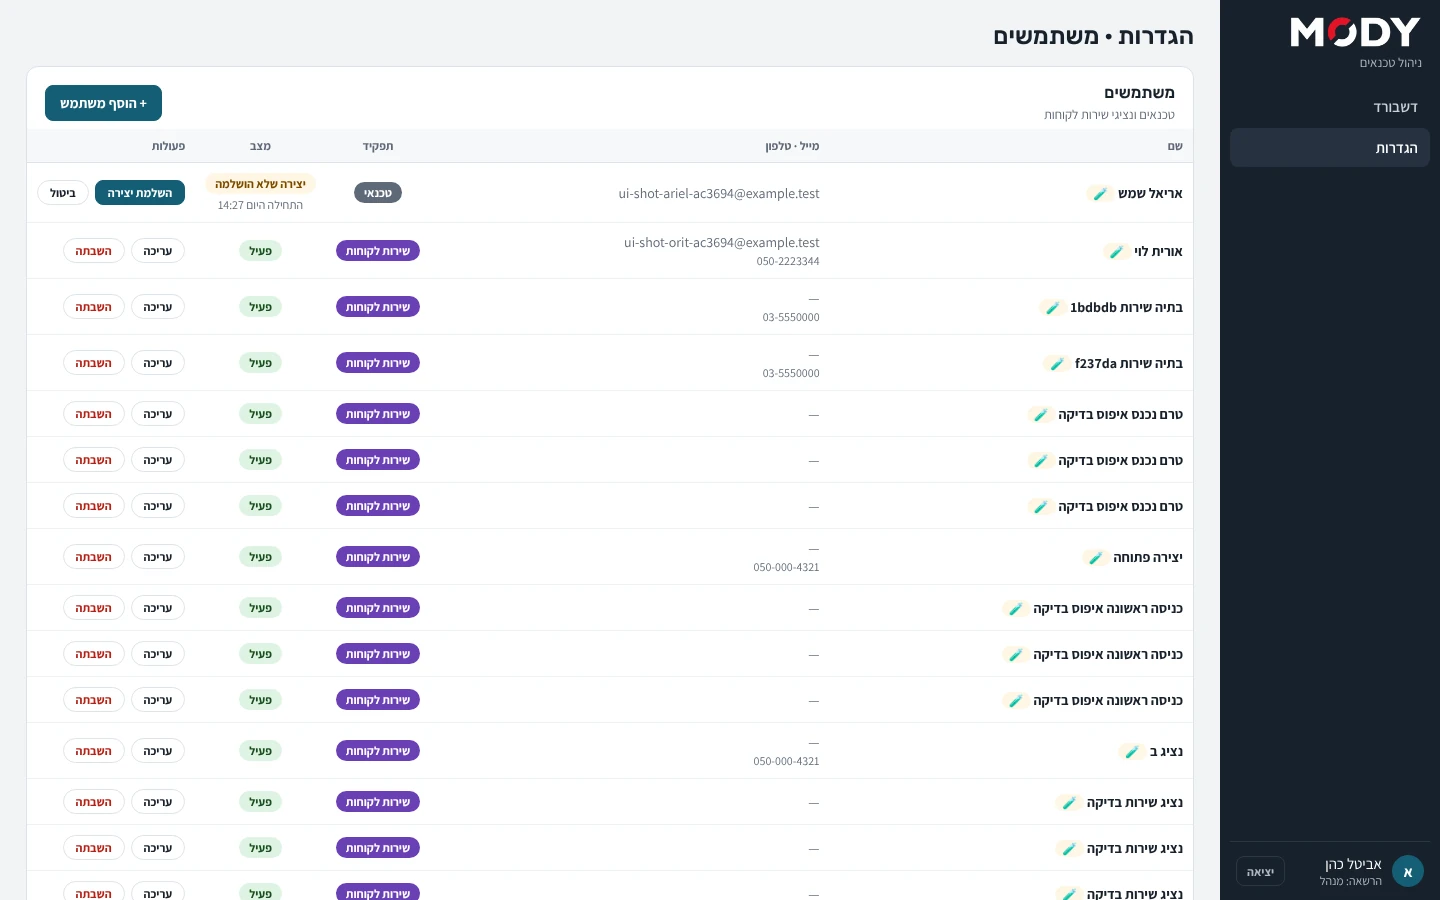 MODY
ניהול טכנאים
דשבורד
הגדרות
הגדרות • משתמשים
משתמשים
טכנאים ונציגי שירות לקוחות
+ הוסף משתמש
שם מייל · טלפון תפקיד מצב פעולות
אריאל שמש ui-shot-ariel-ac3694@example.test טכנאי יצירה שלא הושלמה השלמת יצירה ביטול
התחילה היום 14:27
אורית לוי ui-shot-orit-ac3694@example.test שירות לקוחות פעיל עריכה השבתה
050-2223344
בתיה שירות 1bdbdb — שירות לקוחות פעיל עריכה השבתה
03-5550000
בתיה שירות f237da — שירות לקוחות פעיל עריכה השבתה
03-5550000
טרם נכנס איפוס בדיקה — שירות לקוחות פעיל עריכה השבתה
טרם נכנס איפוס בדיקה — שירות לקוחות פעיל עריכה השבתה
טרם נכנס איפוס בדיקה — שירות לקוחות פעיל עריכה השבתה
יצירה פתוחה — שירות לקוחות פעיל עריכה השבתה
050-000-4321
כניסה ראשונה איפוס בדיקה — שירות לקוחות פעיל עריכה השבתה
כניסה ראשונה איפוס בדיקה — שירות לקוחות פעיל עריכה השבתה
כניסה ראשונה איפוס בדיקה — שירות לקוחות פעיל עריכה השבתה
נציג ב — שירות לקוחות פעיל עריכה השבתה
050-000-4321
נציג שירות בדיקה — שירות לקוחות פעיל עריכה השבתה
נציג שירות בדיקה — שירות לקוחות פעיל עריכה השבתה
נציג שירות בדיקה — שירות לקוחות פעיל עריכה השבתה
א
אביטל כהן
הרשאה: מנהל
יציאה